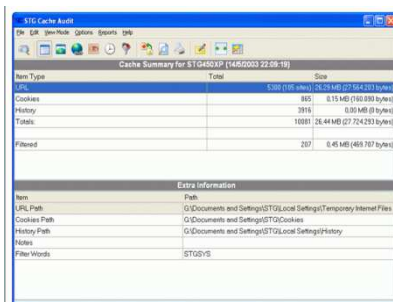 STG Cache Audit
File Edit View Mode Options Reports Help
Cache Summary for STG450XP (14/5/2003 22:09:19)
Item Type Total Size
URL 5300 (185 sites) 26,29 MB (27.564.203 bytes)
Cookies 865 0,15 MB (160.090 bytes)
History 3916 0,00 MB (0 bytes)
Totals: 10081 26,44 MB (27.724.293 bytes)
Filtered 207 0,45 MB (469.707 bytes)
Extra Information
Item Path
URL Path G:\Documents and Settings\STG\Local Settings\Temporary Internet Files
Cookies Path G:\Documents and Settings\STG\Cookies
History Path G:\Documents and Settings\STG\Local Settings\History
Notes
Filter Words STGSYS